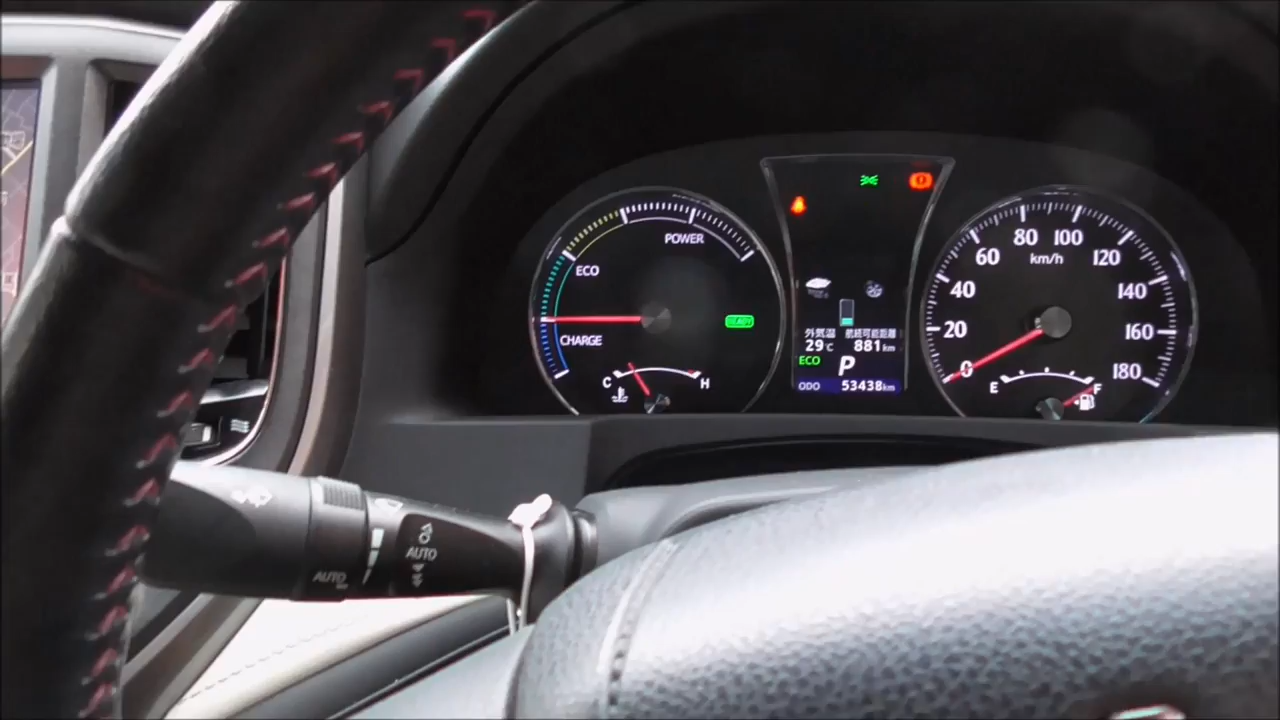 POWER
ECO
CHARGE
C
H
READY
外気温
29℃
航続可能距離
881km
ECO
P
ODO 53438km
0
20
40
60
80
100
120
140
160
180
km/h
E
F
AUTO
AUTO